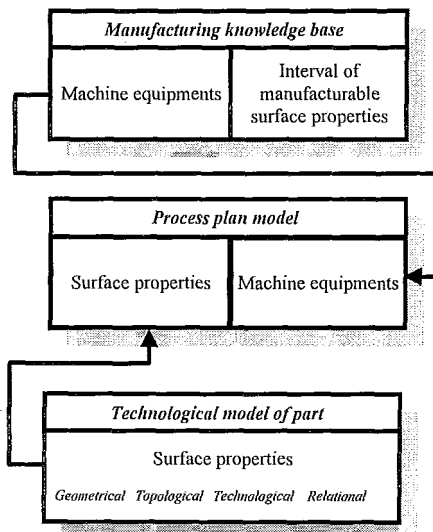 Manufacturing knowledge base
Machine equipments
Interval of
manufacturable
surface properties
Process plan model
Surface properties
Machine equipments
Technological model of part
Surface properties
Geometrical Topological Technological Relational